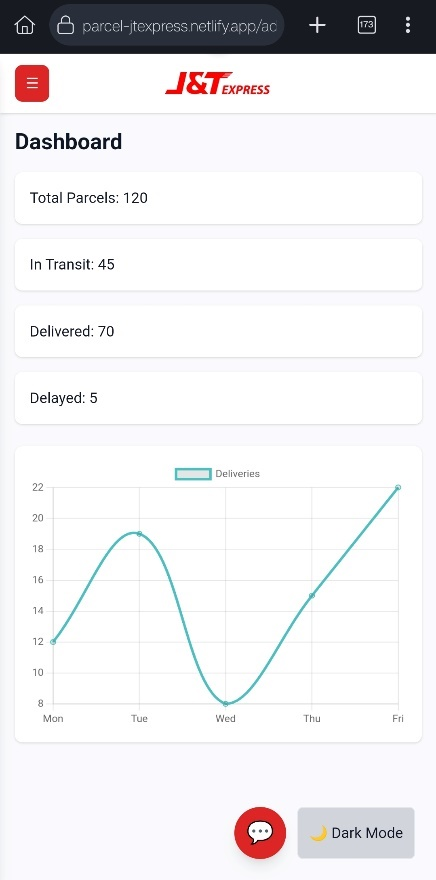 parcel-jtexpress.netlify.app/ad
173
J&T EXPRESS
Dashboard
Total Parcels: 120
In Transit: 45
Delivered: 70
Delayed: 5
Deliveries
22
20
18
16
14
12
10
8
Mon Tue Wed Thu Fri
🌙 Dark Mode